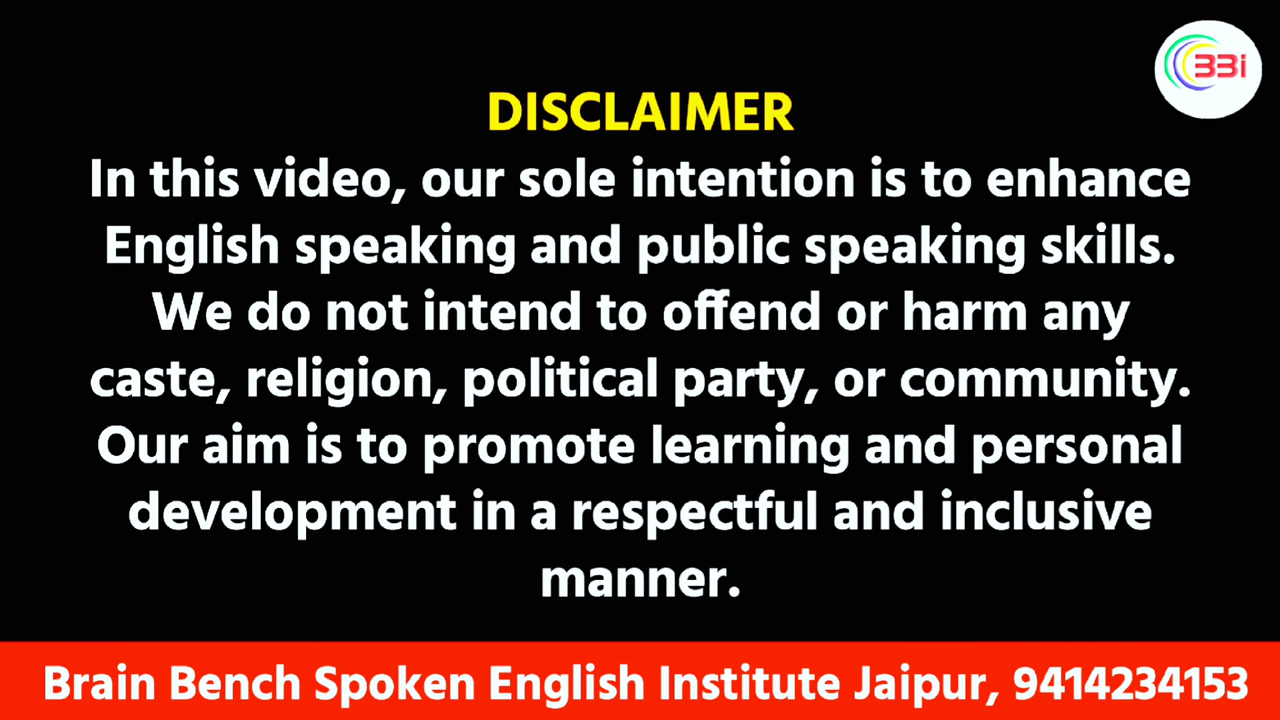 33i
DISCLAIMER
In this video, our sole intention is to enhance
English speaking and public speaking skills.
We do not intend to offend or harm any
caste, religion, political party, or community.
Our aim is to promote learning and personal
development in a respectful and inclusive
manner.
Brain Bench Spoken English Institute Jaipur, 9414234153